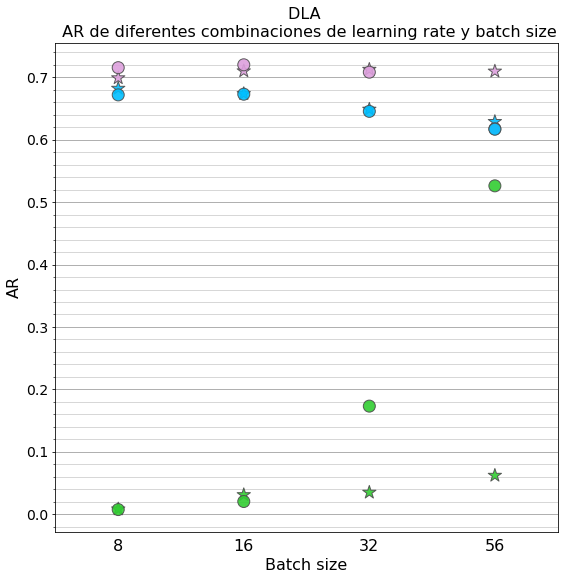 DLA
AR de diferentes combinaciones de learning rate y batch size
AR
0.7
0.6
0.5
0.4
0.3
0.2
0.1
0.0
8 16 32 56
Batch size